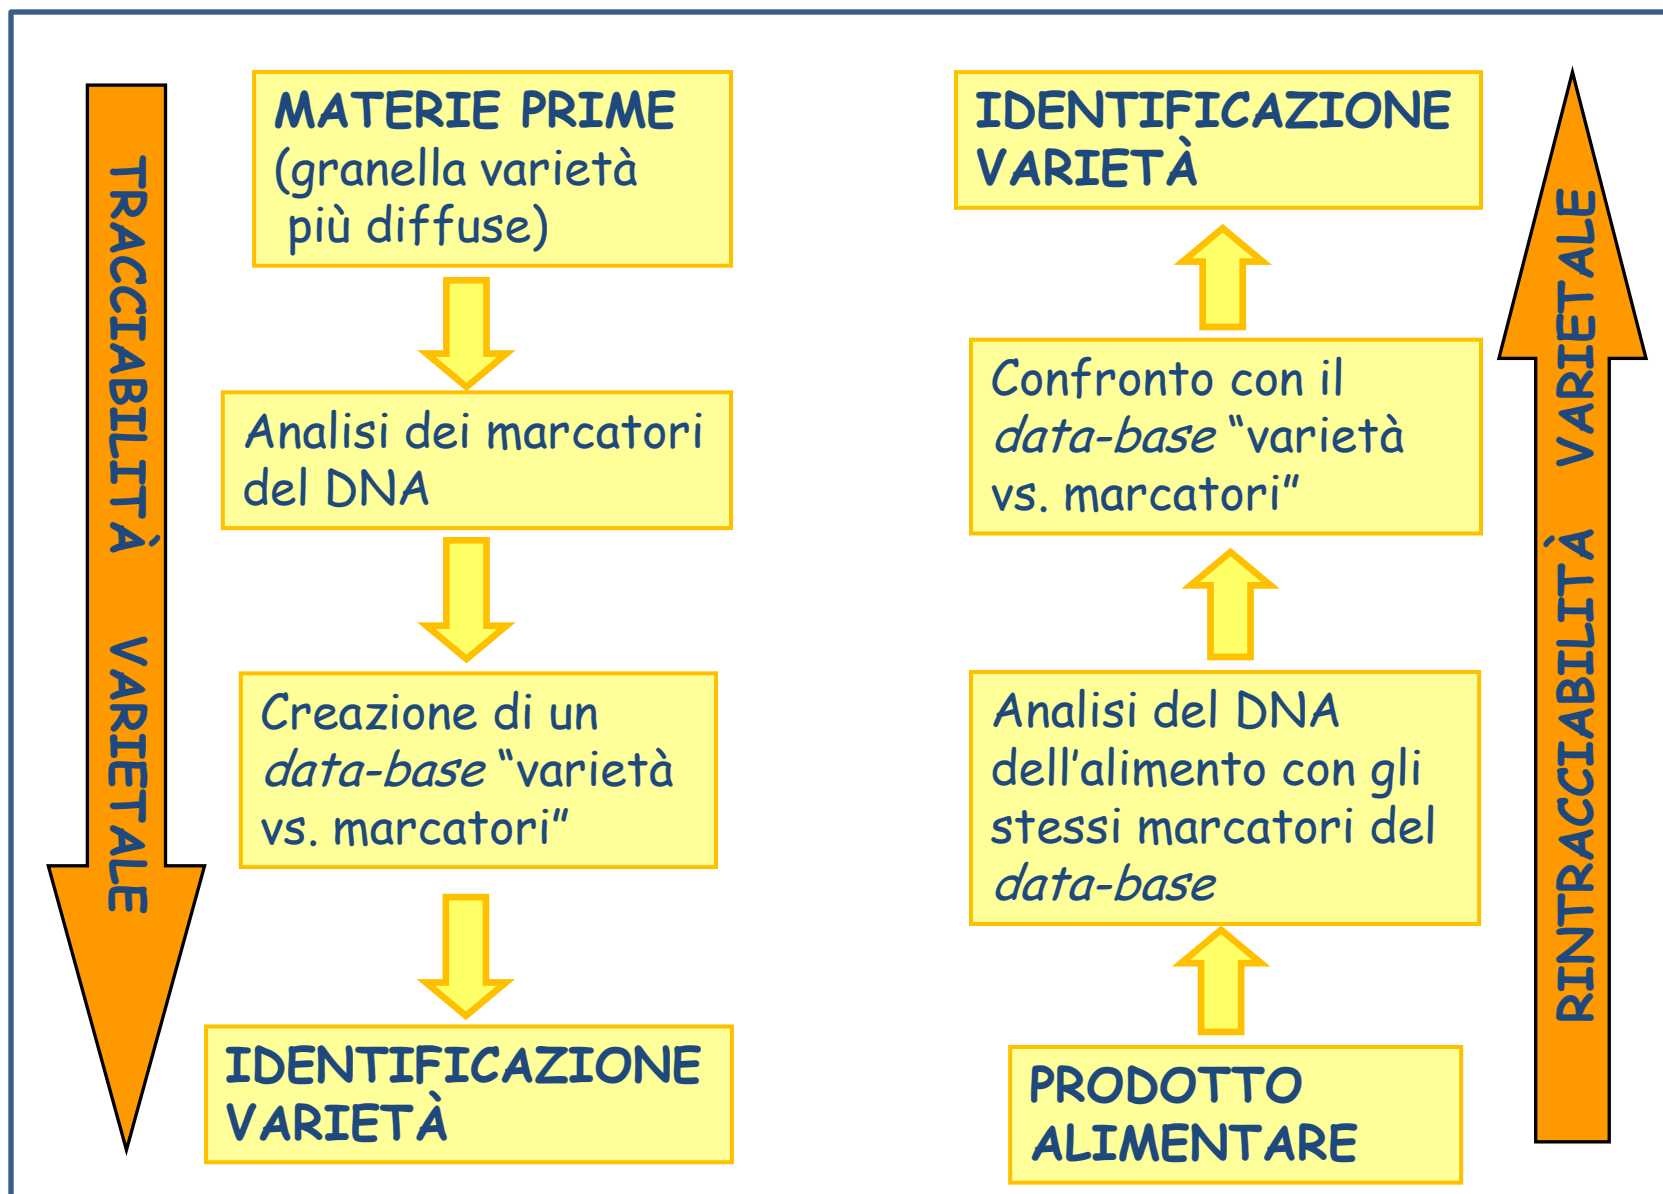 TRACCIABILITÀ VARIETALE
MATERIE PRIME
(granella varietà
più diffuse)
Analisi dei marcatori
del DNA
Creazione di un
data-base “varietà
vs. marcatori”
IDENTIFICAZIONE
VARIETÀ
IDENTIFICAZIONE
VARIETÀ
Confronto con il
data-base “varietà
vs. marcatori”
Analisi del DNA
dell’alimento con gli
stessi marcatori del
data-base
PRODOTTO
ALIMENTARE
RINTRACCIABILITÀ VARIETALE